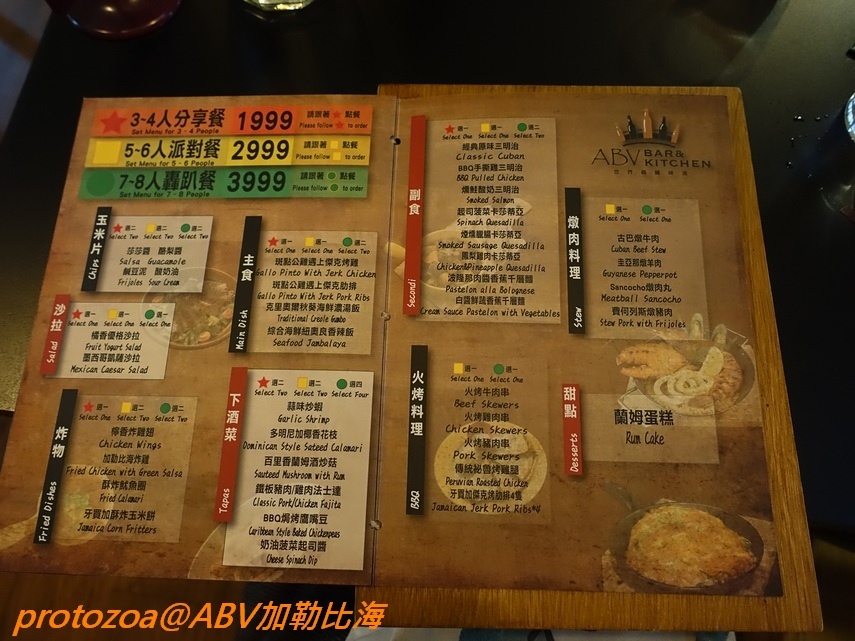 3~4人分享餐 1999 請跟著 點餐
Set Menu for 3 - 4 People Please follow to order
5~6人派對餐 2999 請跟著 點餐
Set Menu for 5 - 6 People Please follow to order
7~8人轟趴餐 3999 請跟著 點餐
Set Menu for 7 - 8 People Please follow to order
玉米片
Chips
選二 選二 選二
Select Two Select Two Select Two
莎莎醬 酪梨醬
Salsa Guacamole
鹹豆泥 酸奶油
Frijoles Sour Cream
沙拉
Salad
選一 選一 選一
Select One Select One Select One
橘香優格沙拉
Fruit Yogurt Salad
墨西哥凱薩沙拉
Mexican Caesar Salad
炸物
Fried Dishes
選一 選二 選二
Select One Select Two Select Two
檸香炸雞翅
Chicken Wings
加勒比海炸雞
Fried Chicken with Green Salsa
酥炸魷魚圈
Fried Calamari
牙買加酥炸玉米餅
Jamaica Corn Fritters
主食
Main Dish
選一 選一 選一
Select One Select One Select One
斑點公雞遇上傑克烤雞
Gallo Pinto With Jerk Chicken
斑點公雞遇上傑克肋排
Gallo Pinto With Jerk Pork Ribs
克里奧爾秋葵海鮮濃湯飯
Traditional Creole Gumbo
綜合海鮮紐奧良香辣飯
Seafood Jambalaya
下酒菜
Tapas
選二 選二 選四
Select Two Select Two Select Four
蒜味炒蝦
Garlic Shrimp
多明尼加椰香花枝
Dominican Style Sateed Calamari
百里香蘭姆酒炒菇
Sauteed Mushroom with Rum
鐵板豬肉/雞肉法士達
Classic Pork/Chicken Fajita
BBQ焗烤鷹嘴豆
Caribbean Style Baked Chickpeas
奶油菠菜起司醬
Cheese Spinach Dip
副食
Secondi
選一 選一 選二
Select One Select One Select Two
經典原味三明治
Classic Cuban
BBQ手撕雞三明治
BBQ Pulled Chicken
燻鮭酸奶三明治
Smoked Salmon
起司菠菜卡莎蒂亞
Spinach Quesadilla
煙燻臘腸卡莎蒂亞
Smoked Sausage Quesadilla
鳳梨雞肉卡莎蒂亞
Chicken&Pineapple Quesadilla
波隆那肉醬香蕉千層麵
Pastelon alla Bolognese
白醬鮮蔬香蕉千層麵
Cream Sauce Pastelon with Vegetables
火烤料理
BBQ
選一 選一
Select One Select One
火烤牛肉串
Beef Skewers
火烤雞肉串
Chicken Skewers
火烤豬肉串
Pork Skewers
傳統秘魯烤雞腿
Peruvian Roasted Chicken
牙買加傑克烤肋排4隻
Jamaican Jerk Pork Ribs*4
ABV BAR & KITCHEN
燉肉料理
Stew
選一 選一
Select One Select One
古巴燉牛肉
Cuban Beef Stew
圭亞那燉羊肉
Guyanese Pepperpot
Sancocho燉肉丸
Meatball Sancocho
費何列斯燉豬肉
Stew Pork with Frijoles
甜點
Desserts
蘭姆蛋糕
Rum Cake
protozoa@ABV加勒比海